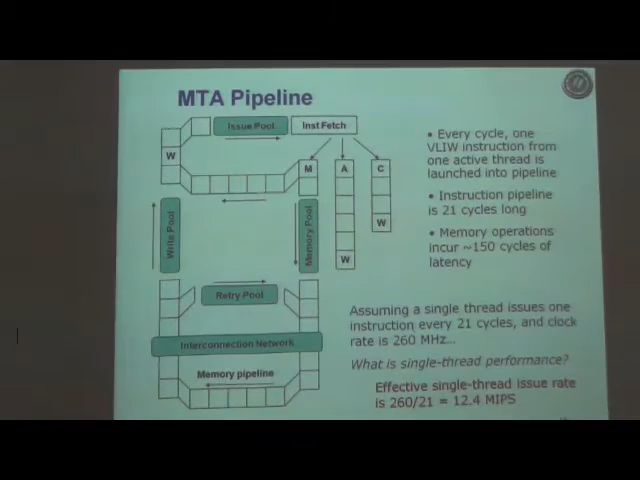 MTA Pipeline
Issue Pool
Inst Fetch
W
M
A
C
W
W
Write Pool
Memory Pool
Retry Pool
Interconnection Network
Memory pipeline
• Every cycle, one
VLIW instruction from
one active thread is
launched into pipeline
• Instruction pipeline
is 21 cycles long
• Memory operations
incur ~150 cycles of
latency
Assuming a single thread issues one
instruction every 21 cycles, and clock
rate is 260 MHz...
What is single-thread performance?
Effective single-thread issue rate
is 260/21 = 12.4 MIPS